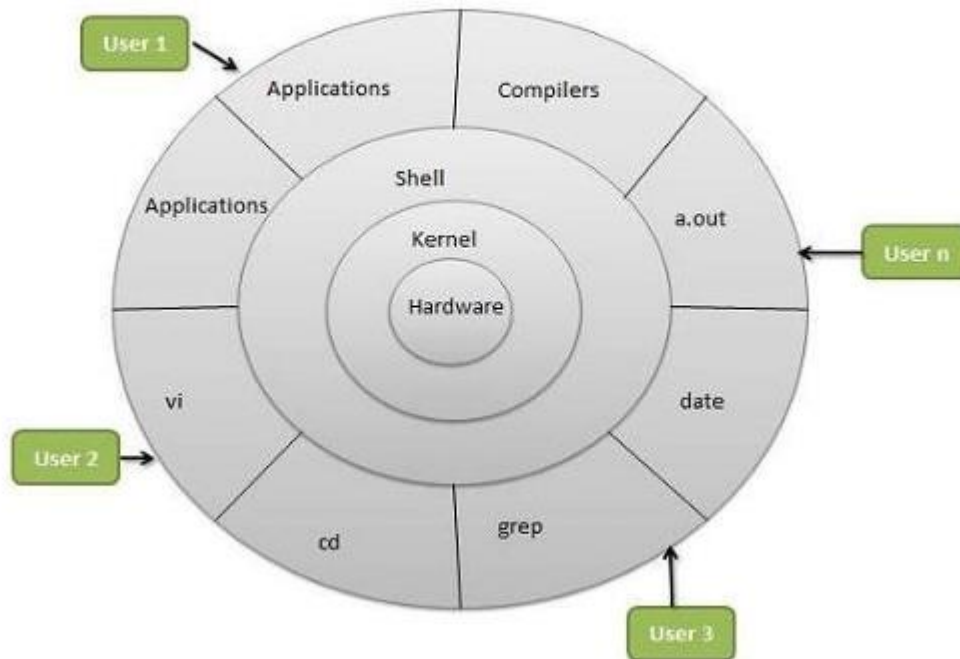 User 1
Applications
Compilers
Shell
Applications
a.out
Kernel
User n
Hardware
vi
date
User 2
cd
grep
User 3